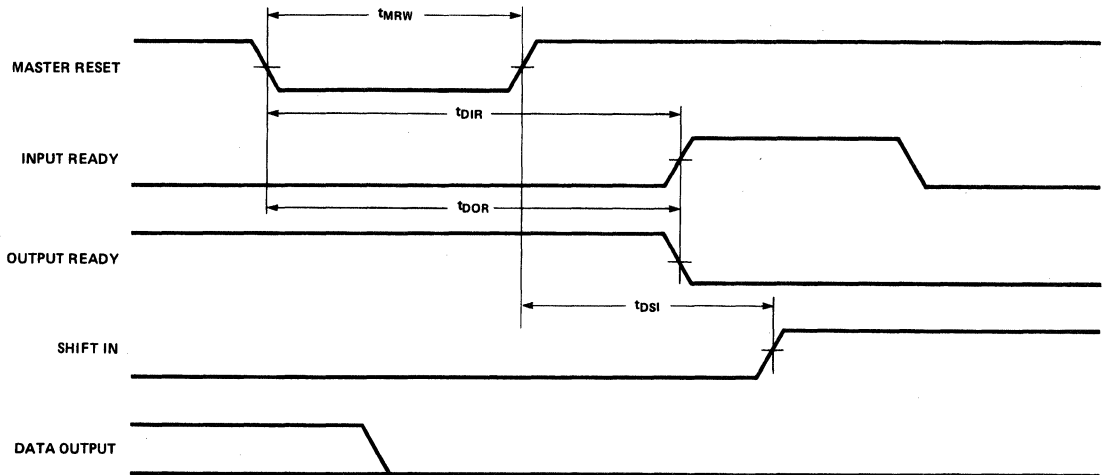 tMRW
MASTER RESET
tDIR
INPUT READY
tDOR
OUTPUT READY
tDSI
SHIFT IN
DATA OUTPUT